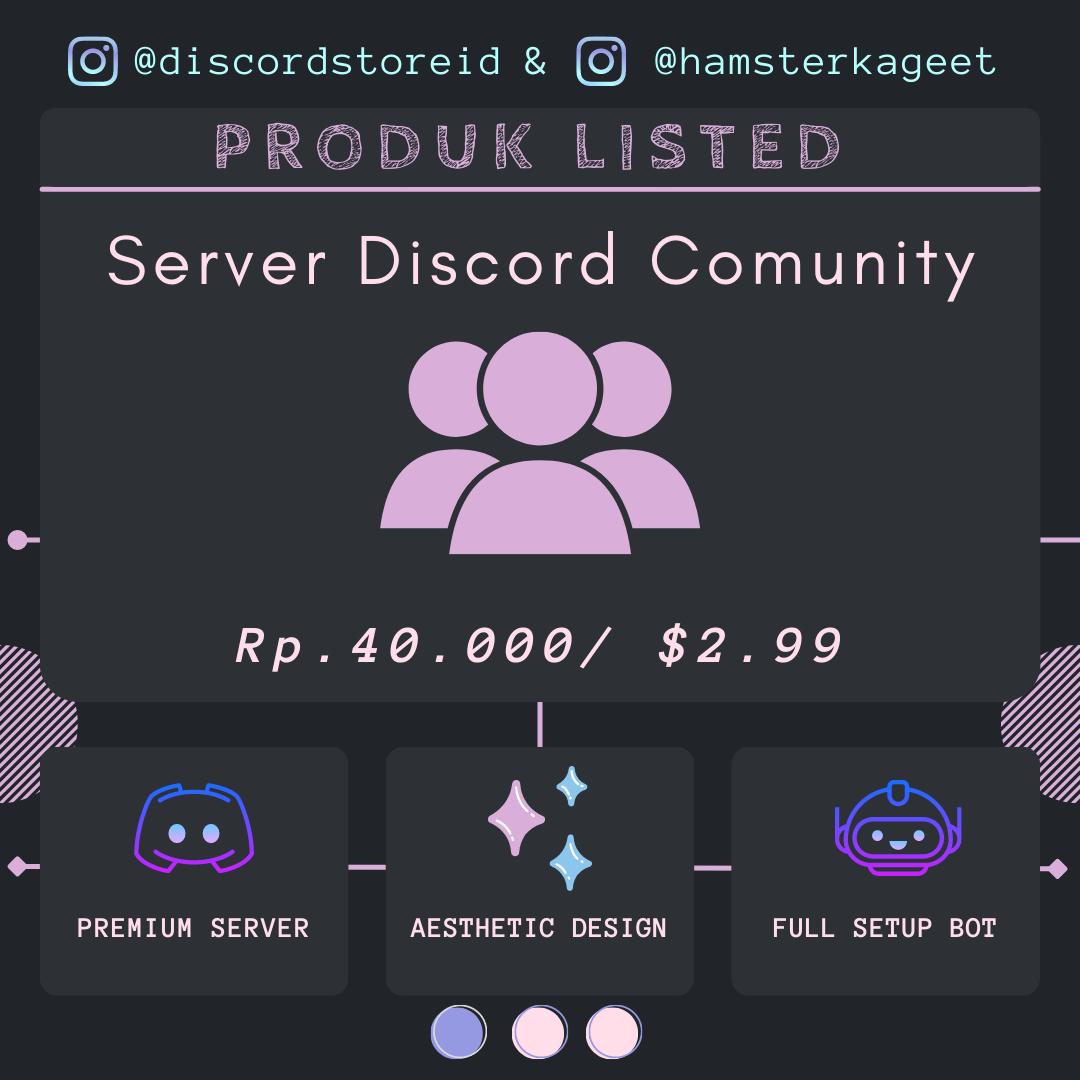 @discordstoreid & @hamsterkageet
PRODUK LISTED
Server Discord Comunity
Rp.40.000/ $2.99
PREMIUM SERVER
AESTHETIC DESIGN
FULL SETUP BOT